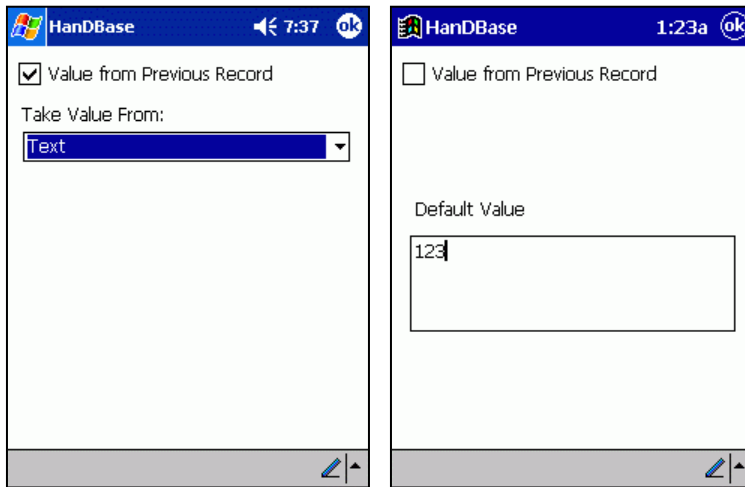 HanDBase 7:37 ok
Value from Previous Record
Take Value From:
Text
HanDBase 1:23a ok
Value from Previous Record
Default Value
123